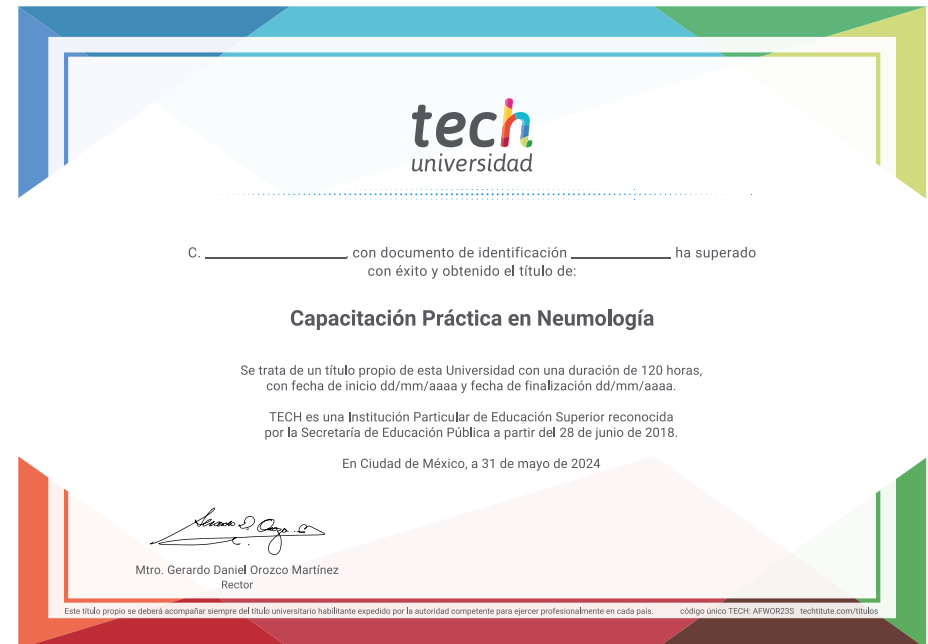 tech
universidad
C. ____________, con documento de identificación ____________ ha superado
con éxito y obtenido el título de:
Capacitación Práctica en Neumología
Se trata de un título propio de esta Universidad con una duración de 120 horas,
con fecha de inicio dd/mm/aaaa y fecha de finalización dd/mm/aaaa.
TECH es una Institución Particular de Educación Superior reconocida
por la Secretaría de Educación Pública a partir del 28 de junio de 2018.
En Ciudad de México, a 31 de mayo de 2024
Mtro. Gerardo Daniel Orozco Martínez
Rector
Este título propio se deberá acompañar siempre del título universitario habilitante expedido por la autoridad competente para ejercer profesionalmente en cada país. código único TECH: AFWOR23S techtitute.com/titulos